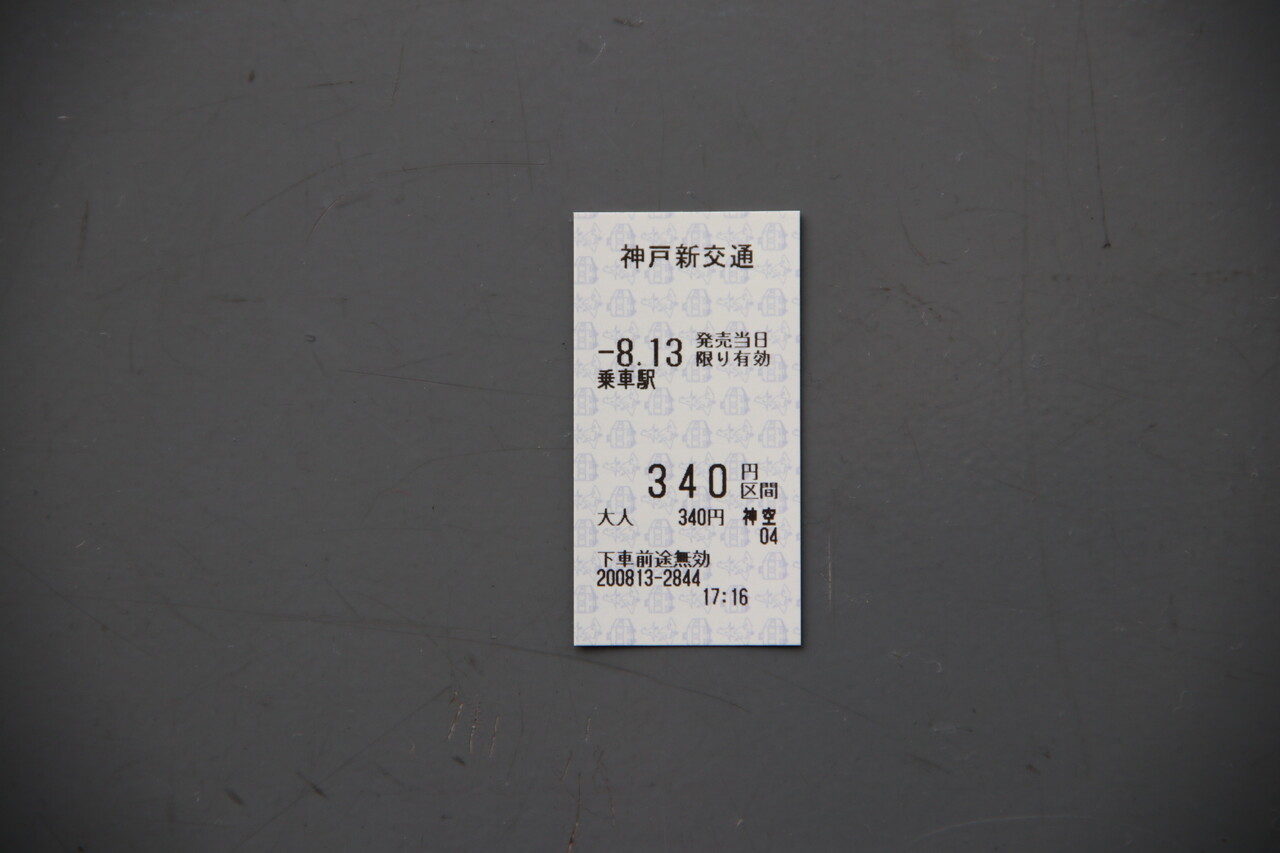 神戸新交通
-8.13 発売当日
限り有効
乗車駅
340 円
区間
大人 340円 神空
04
下車前途無効
200813-2844
17:16